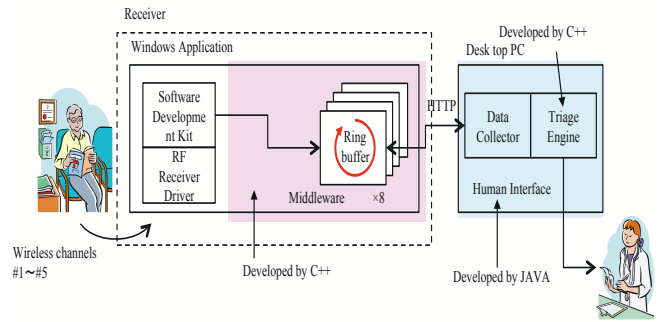 Receiver
Windows Application
Software
Developme
nt Kit
RF
Receiver
Driver
Ring
buffer
Middleware
×8
HTTP
Developed by C++
Desk top PC
Data
Collector
Triage
Engine
Human Interface
Wireless channels
#1～#5
Developed by C++
Developed by JAVA